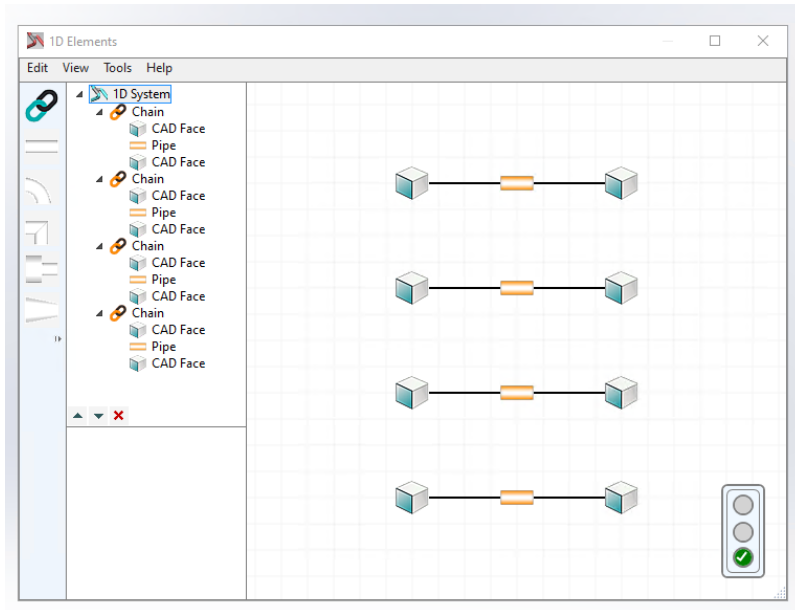 1D Elements
Edit View Tools Help
1D System
Chain
CAD Face
Pipe
CAD Face
Chain
CAD Face
Pipe
CAD Face
Chain
CAD Face
Pipe
CAD Face
Chain
CAD Face
Pipe
CAD Face